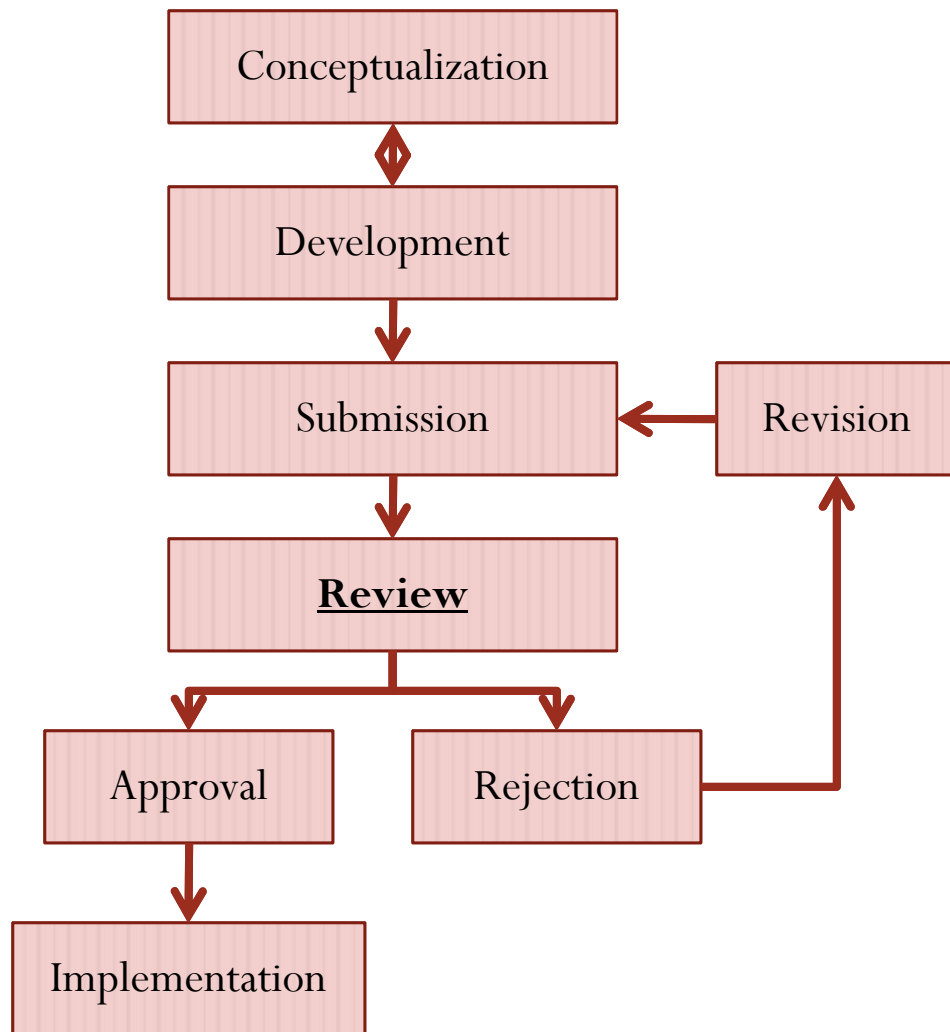 Conceptualization
Development
Submission
Revision
Review
Approval
Rejection
Implementation